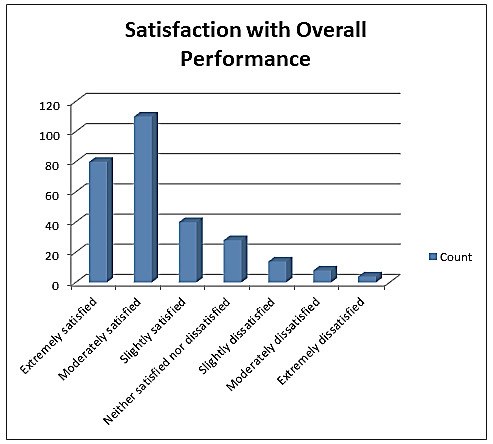 Satisfaction with Overall
Performance
120
100
80
60
40
20
0
Extremely satisfied
Moderately satisfied
Slightly satisfied
Neither satisfied nor dissatisfied
Slightly dissatisfied
Moderately dissatisfied
Extremely dissatisfied
Count